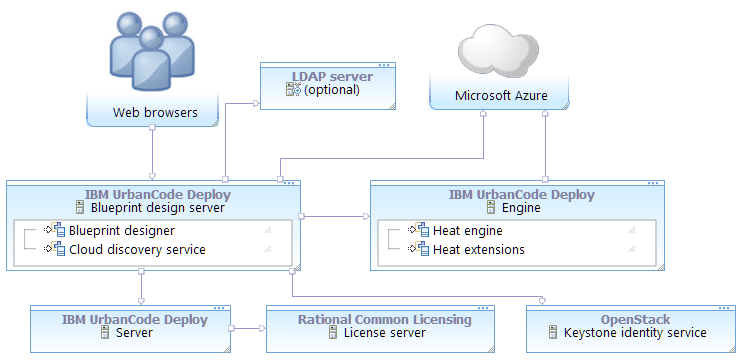 Web browsers
LDAP server
(optional)
Microsoft Azure
IBM UrbanCode Deploy
Blueprint design server
Blueprint designer
Cloud discovery service
IBM UrbanCode Deploy
Engine
Heat engine
Heat extensions
IBM UrbanCode Deploy
Server
Rational Common Licensing
License server
OpenStack
Keystone identity service